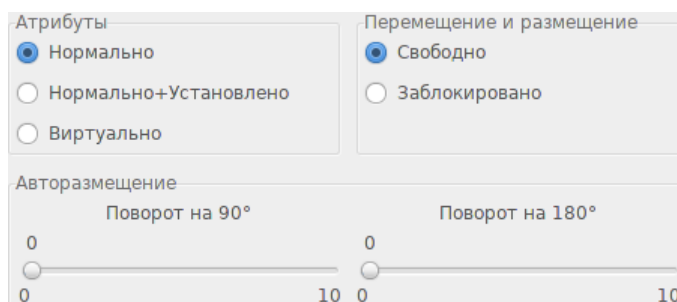 Атрибуты
Нормально
Нормально+Установлено
Виртуально
Перемещение и размещение
Свободно
Заблокировано
Авторазмещение
Поворот на 90°
0
0 10
Поворот на 180°
0
0 10